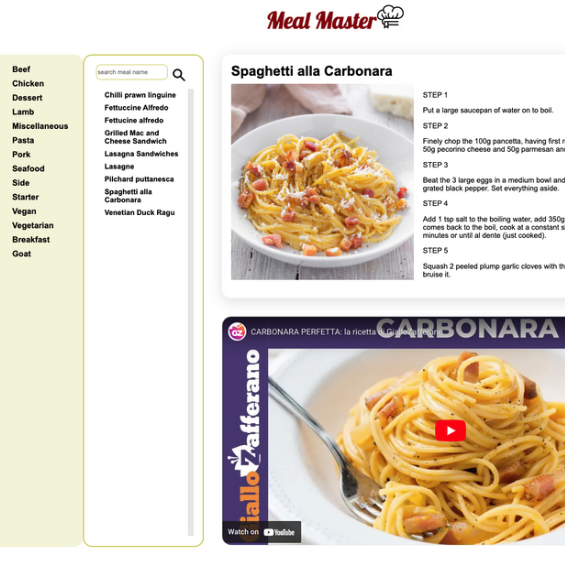 Meal Master
Beef
Chicken
Dessert
Lamb
Miscellaneous
Pasta
Pork
Seafood
Side
Starter
Vegan
Vegetarian
Breakfast
Goat
search meal name
Chilli prawn linguine
Fettuccine Alfredo
Fettucine alfredo
Grilled Mac and
Cheese Sandwich
Lasagna Sandwiches
Lasagne
Pilchard puttanesca
Spaghetti alla
Carbonara
Venetian Duck Ragu
Spaghetti alla Carbonara
STEP 1
Put a large saucepan of water on to boil.
STEP 2
Finely chop the 100g pancetta, having first
50g pecorino cheese and 50g parmesan
STEP 3
Beat the 3 large eggs in a medium bowl and
grated black pepper. Set everything aside.
STEP 4
Add 1 tsp salt to the boiling water, add 350g
comes back to the boil, cook at a constant
minutes or until al dente (just cooked).
STEP 5
Squash 2 peeled plump garlic cloves with
bruise it.
GZ
CARBONARA PERFETTA: la ricetta di GialloZafferano
CARBONARA
GialloZafferano
Watch on YouTube